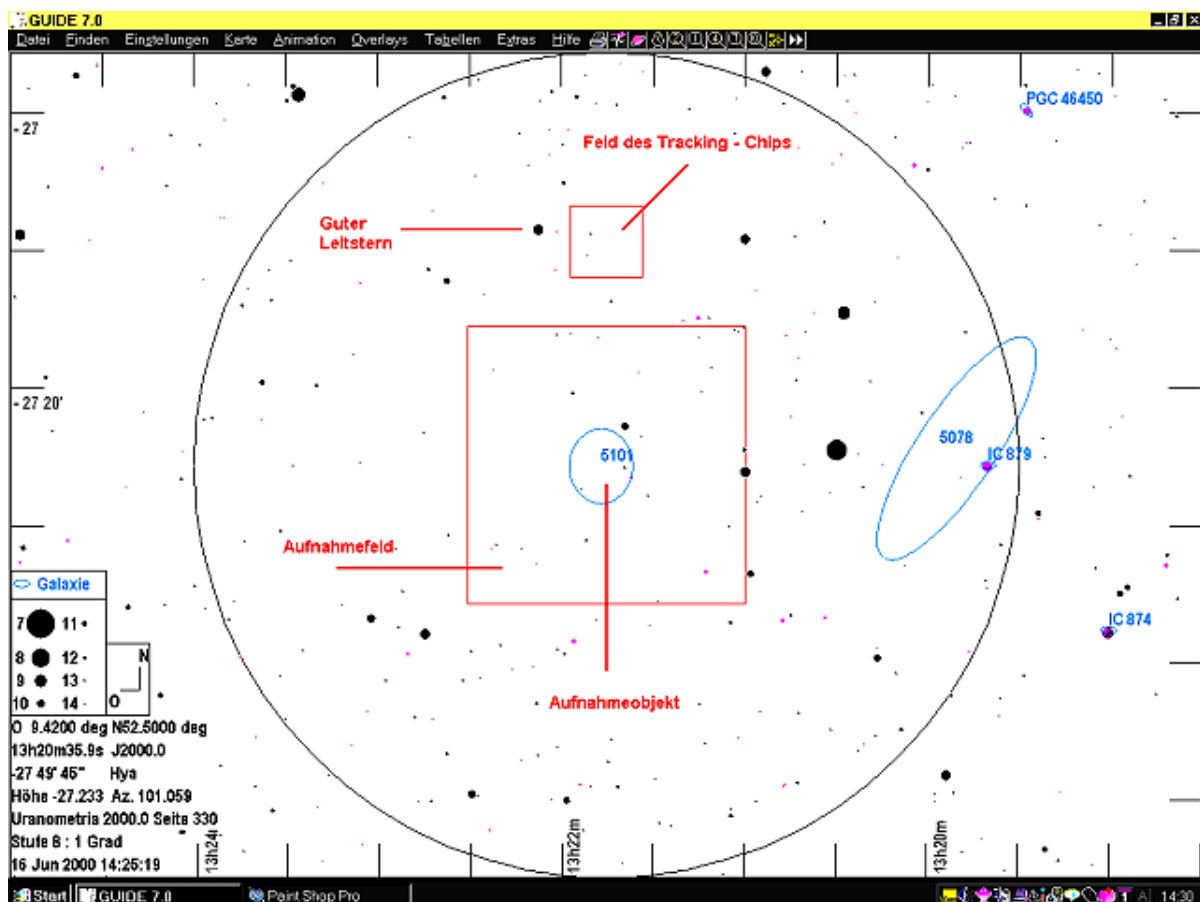 GUIDE 7.0
Datei Finden Einstellungen Karte Animation Overlays Tabellen Extras Hilfe
PGC 46450
- 27
Feld des Tracking - Chips
Guter
Leitstern
- 27 20'
5101
5078
IC 879
Aufnahmefeld
Galaxie
7 11
8 12
9 13
10 14
N
O
IC 874
Aufnahmeobjekt
O 9.4200 deg N52.5000 deg
13h20m35.9s J2000.0
-27 49' 45" Hya
Höhe -27.233 Az. 101.059
Uranometria 2000.0 Seite 330
Stufe 8 : 1 Grad
16 Jun 2000 14:25:19
13h24
13h22m
13h20m
Start GUIDE 7.0 Paint Shop Pro 14:30